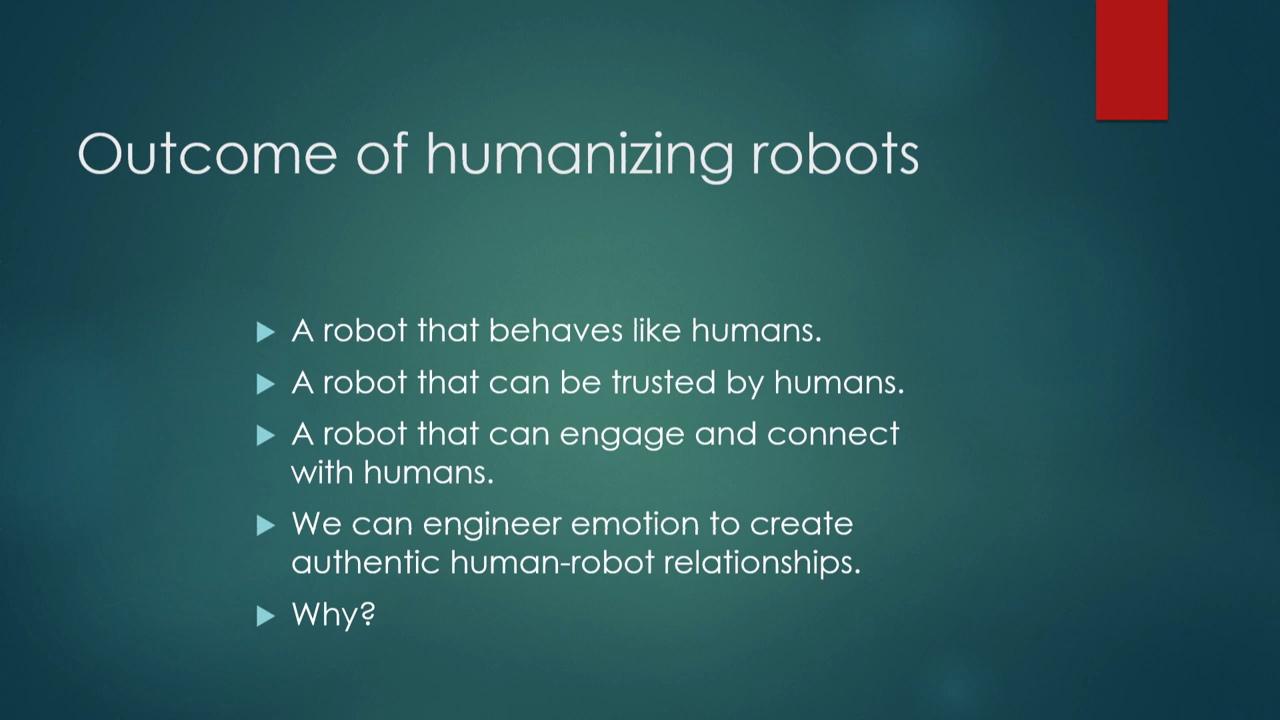 Outcome of humanizing robots
A robot that behaves like humans.
A robot that can be trusted by humans.
A robot that can engage and connect
with humans.
We can engineer emotion to create
authentic human-robot relationships.
Why?